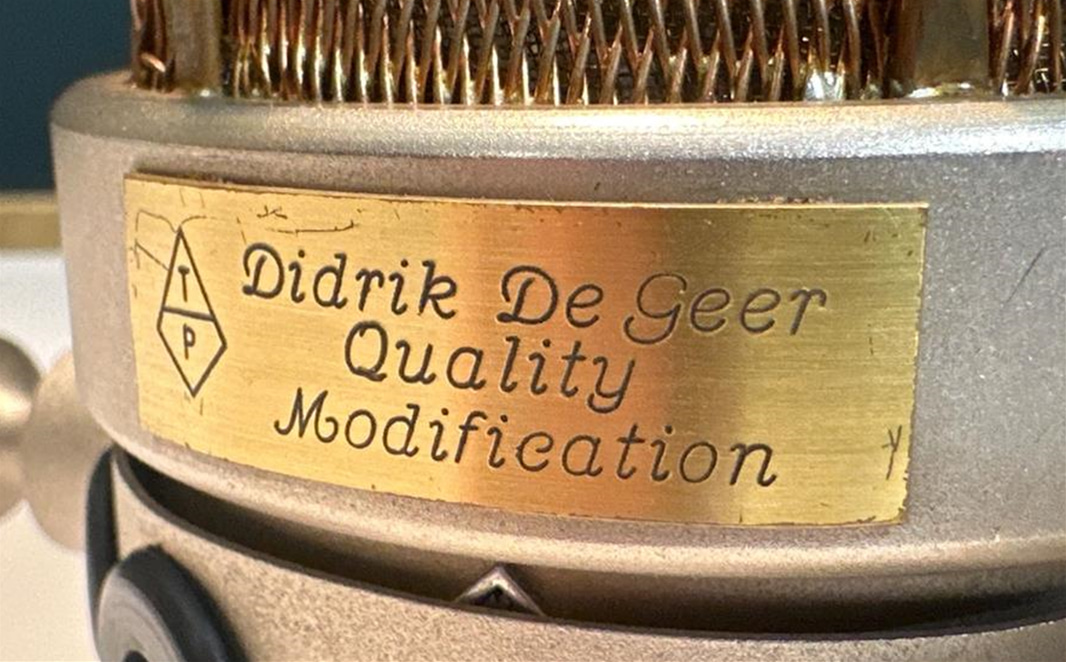 T
P
Didrik De Geer
Quality
Modification